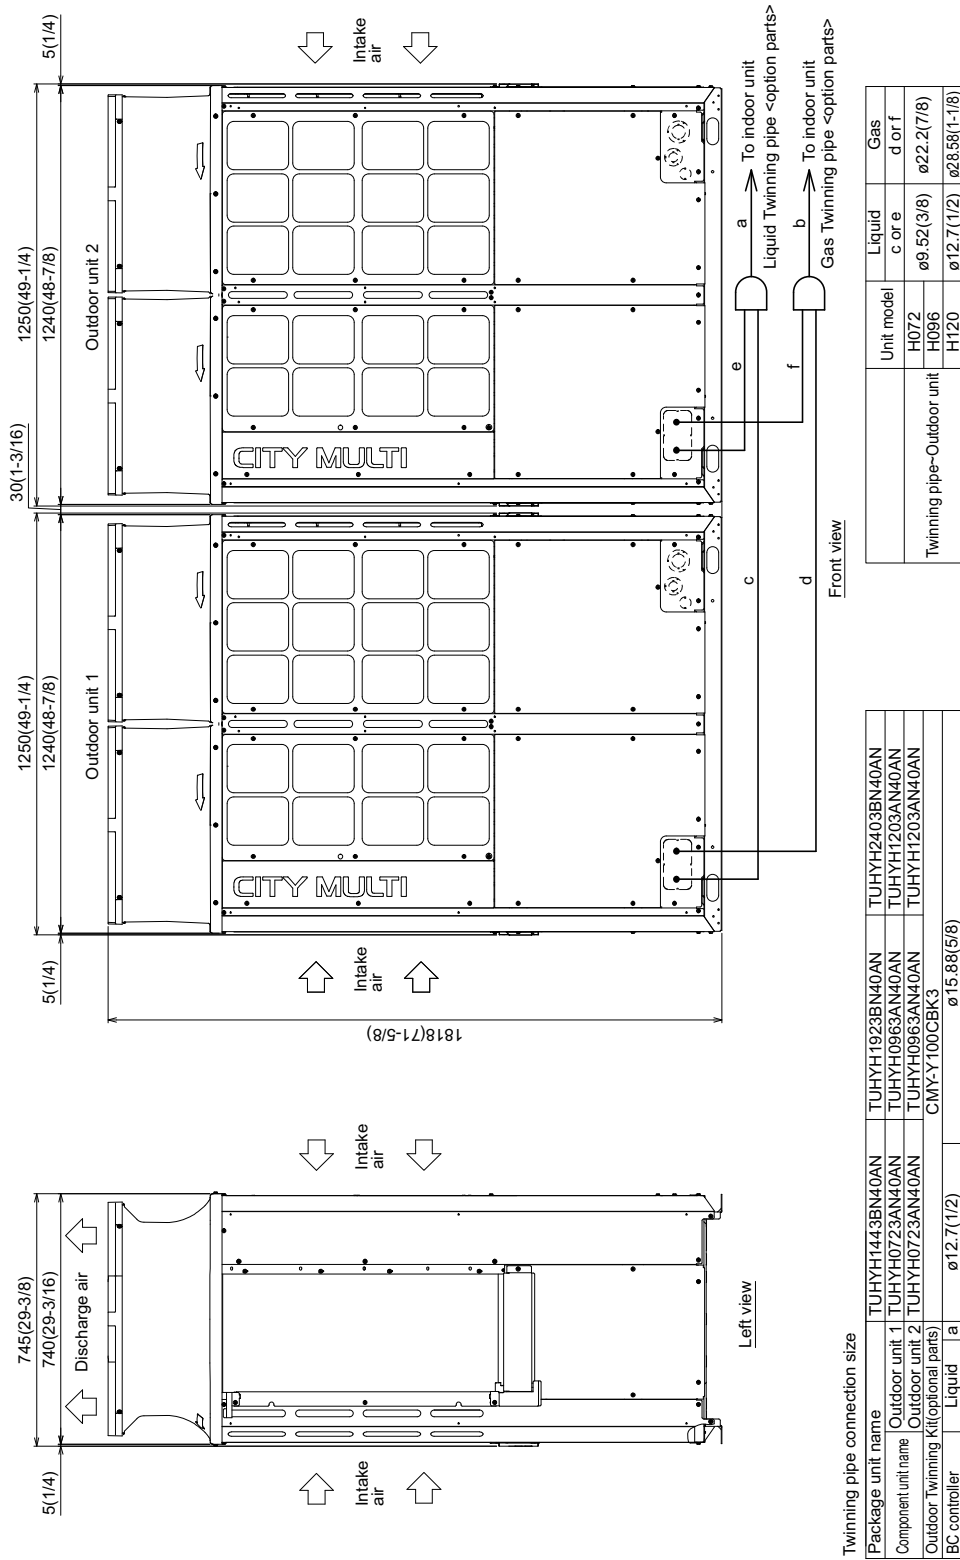 745(29-3/8)
740(29-3/16)
5(1/4)
Discharge air
Intake
air
Intake
air
Left view
1818(71-5/8)
5(1/4)
1250(49-1/4)
1240(48-7/8)
30(1-3/16)
1250(49-1/4)
1240(48-7/8)
5(1/4)
Outdoor unit 1
Outdoor unit 2
Intake
air
Intake
air
CITY MULTI
CITY MULTI
c
d
e
f
a
To indoor unit
Liquid Twinning pipe <option parts>
b
To indoor unit
Gas Twinning pipe <option parts>
Front view
Twinning pipe connection size
Package unit name TUHYH1443BN40AN TUHYH1923BN40AN TUHYH2403BN40AN
Component unit name Outdoor unit 1 TUHYH0723AN40AN TUHYH0963AN40AN TUHYH1203AN40AN
Outdoor unit 2 TUHYH0723AN40AN TUHYH0963AN40AN TUHYH1203AN40AN
Outdoor Twinning Kit(optional parts) CMY-Y100CBK3
BC controller Liquid a ø12.7(1/2) ø15.88(5/8)
Unit model Liquid Gas
c or e d or f
Twinning pipe~Outdoor unit H072 ø9.52(3/8) ø22.2(7/8)
H096
H120 ø12.7(1/2) ø28.58(1-1/8)